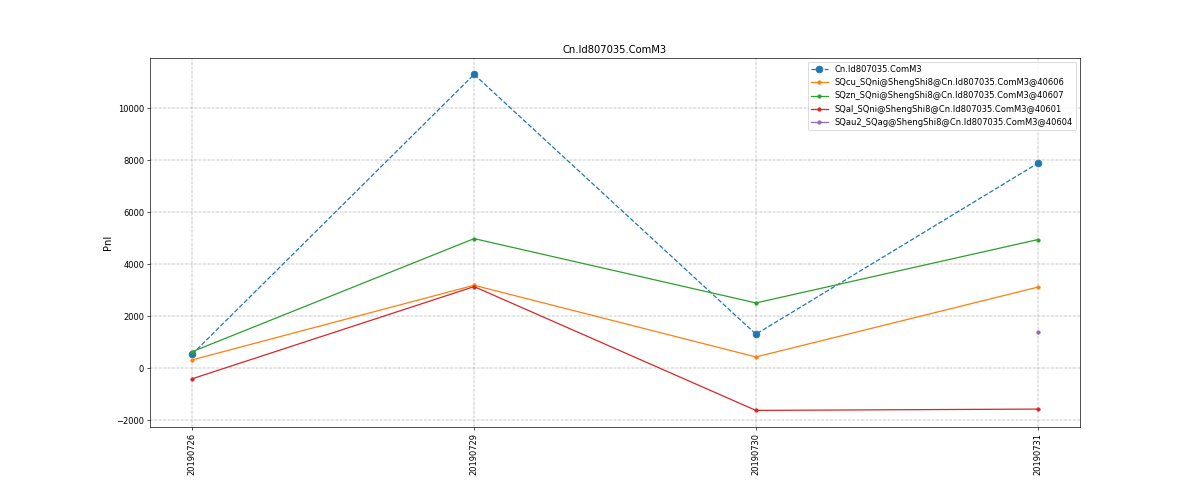 Cn.Id807035.ComM3
Cn.Id807035.ComM3
SQcu_SQni@ShengShi8@Cn.Id807035.ComM3@40606
SQzn_SQni@ShengShi8@Cn.Id807035.ComM3@40607
SQal_SQni@ShengShi8@Cn.Id807035.ComM3@40601
SQau2_SQag@ShengShi8@Cn.Id807035.ComM3@40604
10000
8000
6000
4000
2000
0
−2000
Pnl
20190726
20190729
20190730
20190731